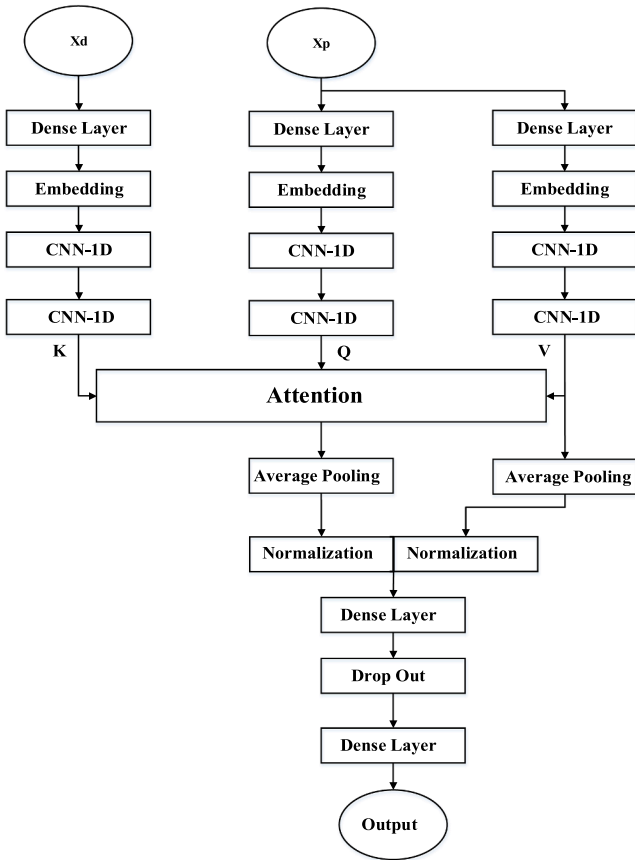 Xd
Xp
Dense Layer
Dense Layer
Dense Layer
Embedding
Embedding
Embedding
CNN-1D
CNN-1D
CNN-1D
CNN-1D
CNN-1D
CNN-1D
K
Q
V
Attention
Average Pooling
Average Pooling
Normalization
Normalization
Dense Layer
Drop Out
Dense Layer
Output